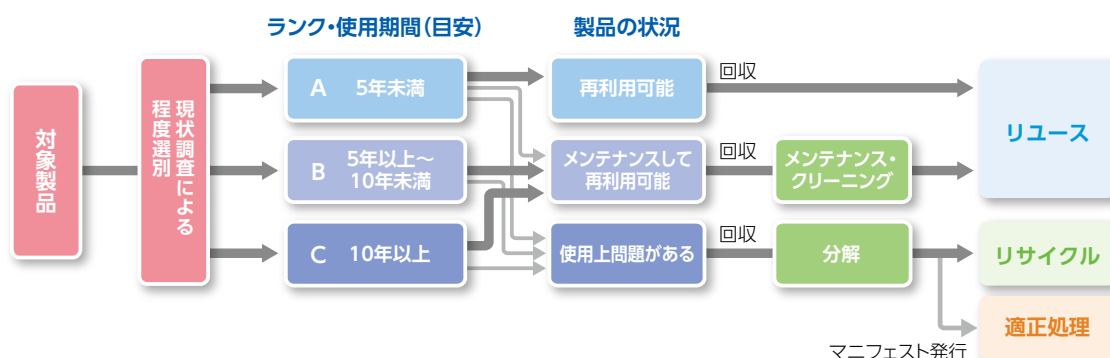 ランク・使用期間(目安)
製品の状況
対象製品
現状調査による
程度選別
A 5年未満
再利用可能
回収
リユース
B 5年以上～
10年未満
メンテナンスして
再利用可能
回収
メンテナンス・
クリーニング
C 10年以上
使用上問題がある
回収
分解
リサイクル
適正処理
マニフェスト発行